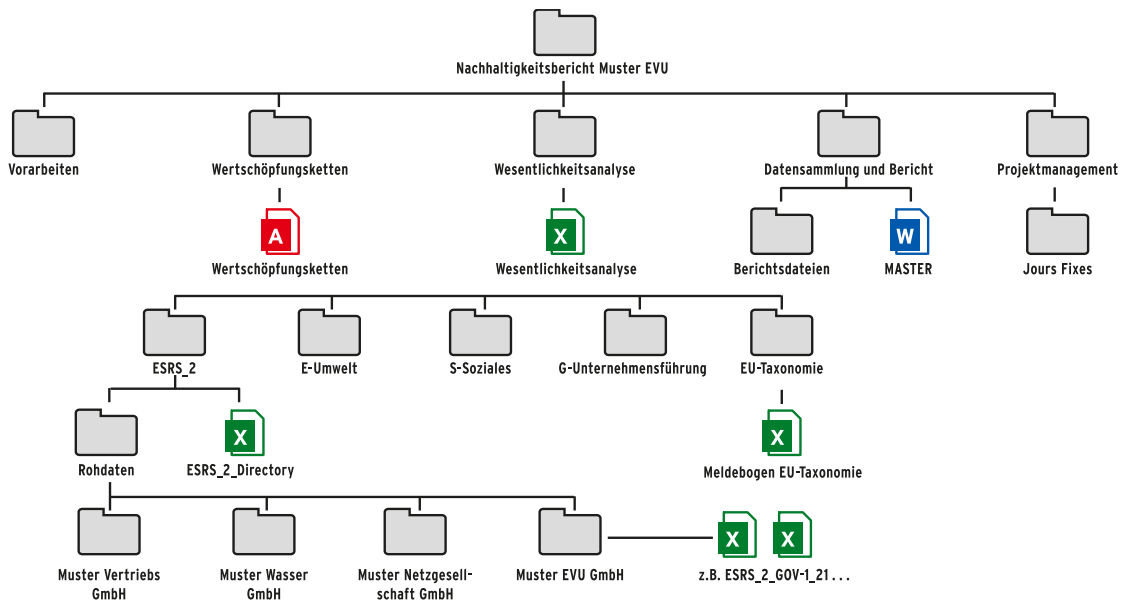 Nachhaltigkeitsbericht Muster EVU
Vorarbeiten
Wertschöpfungsketten
Wesentlichkeitsanalyse
Datensammlung und Bericht
Projektmanagement
A
X
W
Wertschöpfungsketten
Wesentlichkeitsanalyse
Berichtsdateien
MASTER
Jours Fixes
ESRS_2
E-Umwelt
S-Soziales
G-Unternehmensführung
EU-Taxonomie
X
X
Rohdaten
ESRS_2_Directory
Meldebogen EU-Taxonomie
X
X
Muster Vertriebs
GmbH
Muster Wasser
GmbH
Muster Netzgesell-
schaft GmbH
Muster EVU GmbH
z.B. ESRS_2_GOV-1_21 ...